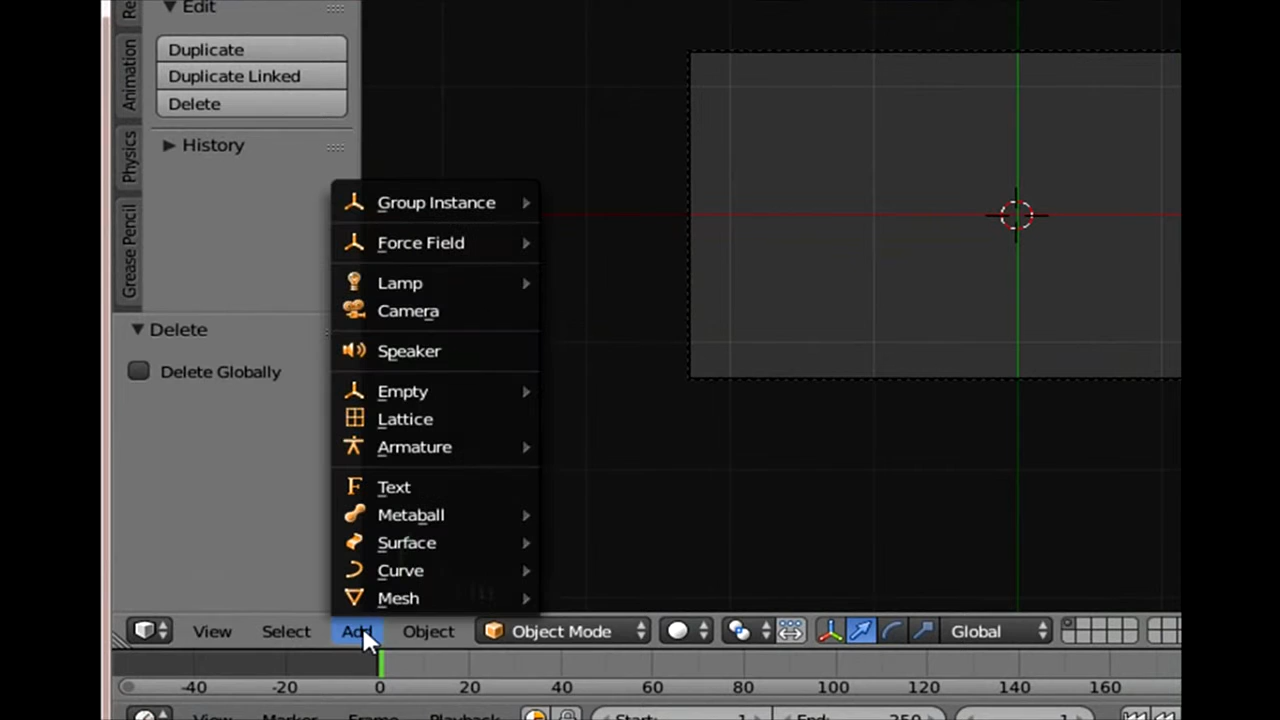 Re
Edit
Duplicate
Duplicate Linked
Delete
History
Animation
Physics
Grease Pencil
Delete
Delete Globally
Group Instance
Force Field
Lamp
Camera
Speaker
Empty
Lattice
Armature
Text
Metaball
Surface
Curve
Mesh
View Select Add Object Object Mode Global
-40 -20 0 20 40 60 80 100 120 140 160
View Marker Frame Playback Start: 1 End: 250 1